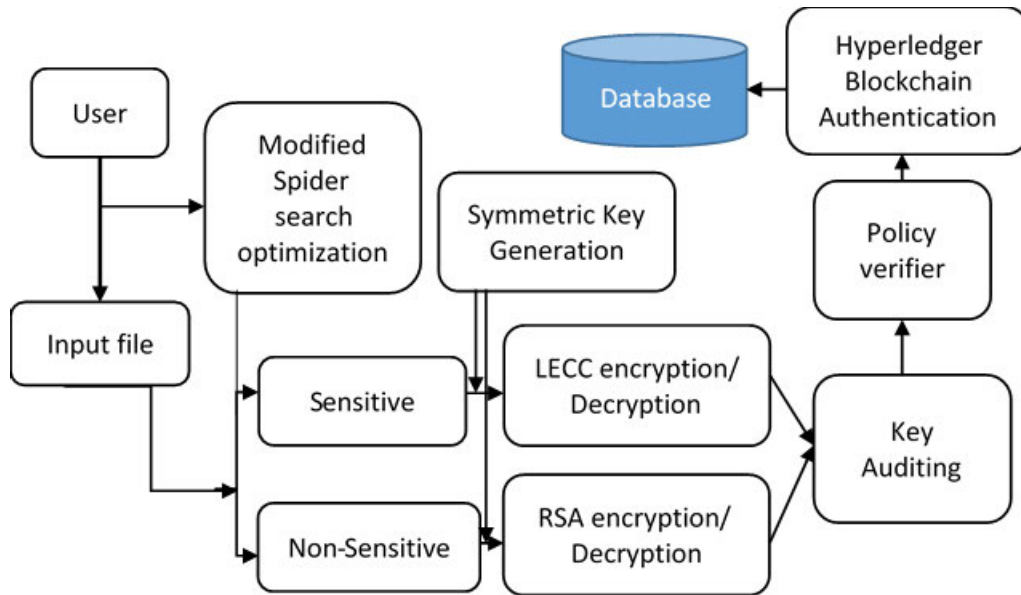 User
Input file
Modified
Spider
search
optimization
Symmetric Key
Generation
Sensitive
Non-Sensitive
LECC encryption/
Decryption
RSA encryption/
Decryption
Key
Auditing
Policy
verifier
Hyperledger
Blockchain
Authentication
Database